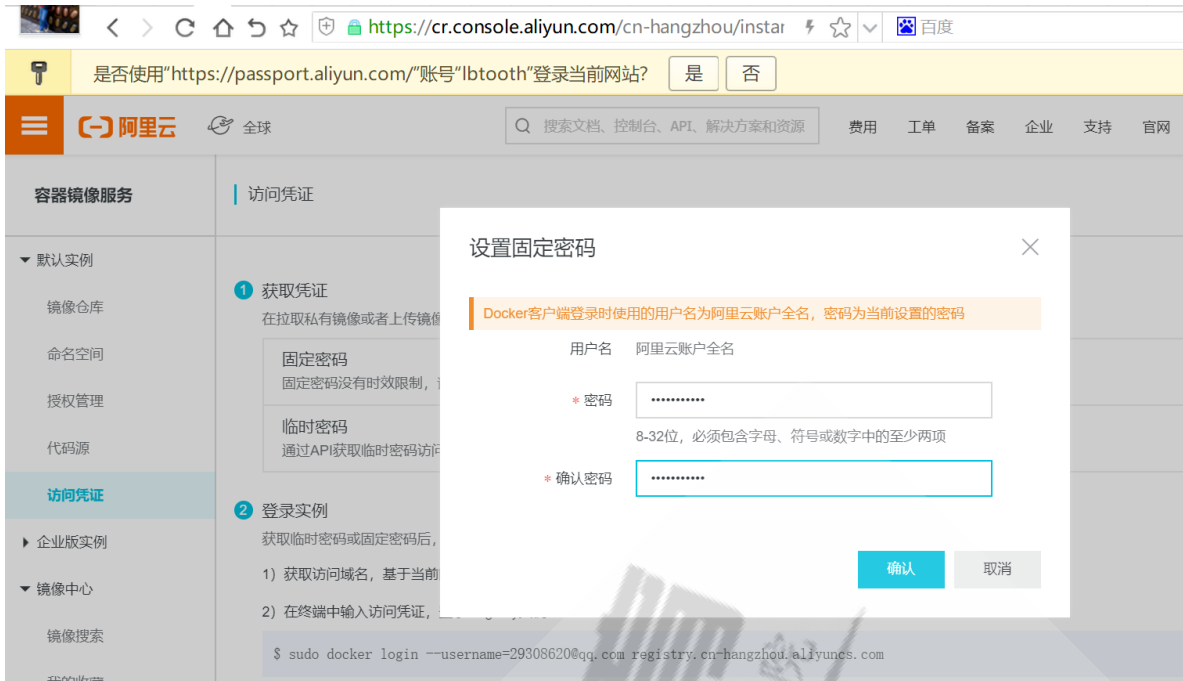 https://cr.console.aliyun.com/cn-hangzhou/instar
百度
是否使用“https://passport.aliyun.com/”账号“lbtooth”登录当前网站?
是
否
阿里云
全球
搜索文档、控制台、API、解决方案和资源
费用
工单
备案
企业
支持
官网
容器镜像服务
访问凭证
默认实例
镜像仓库
命名空间
授权管理
代码源
访问凭证
企业版实例
镜像中心
镜像搜索
1 获取凭证
在拉取私有镜像或者上传镜像
固定密码
固定密码没有时效限制,
临时密码
通过API获取临时密码访问
2 登录实例
获取临时密码或固定密码后,
1) 获取访问域名,基于当前
2) 在终端中输入访问凭证,
$ sudo docker login --username=29308620@qq.com registry.cn-hangzhou.aliyuncs.com
设置固定密码
Docker客户端登录时使用的用户名为阿里云账户全名,密码为当前设置的密码
用户名 阿里云账户全名
* 密码 •••••••••••
8-32位,必须包含字母、符号或数字中的至少两项
* 确认密码 •••••••••••
确认
取消